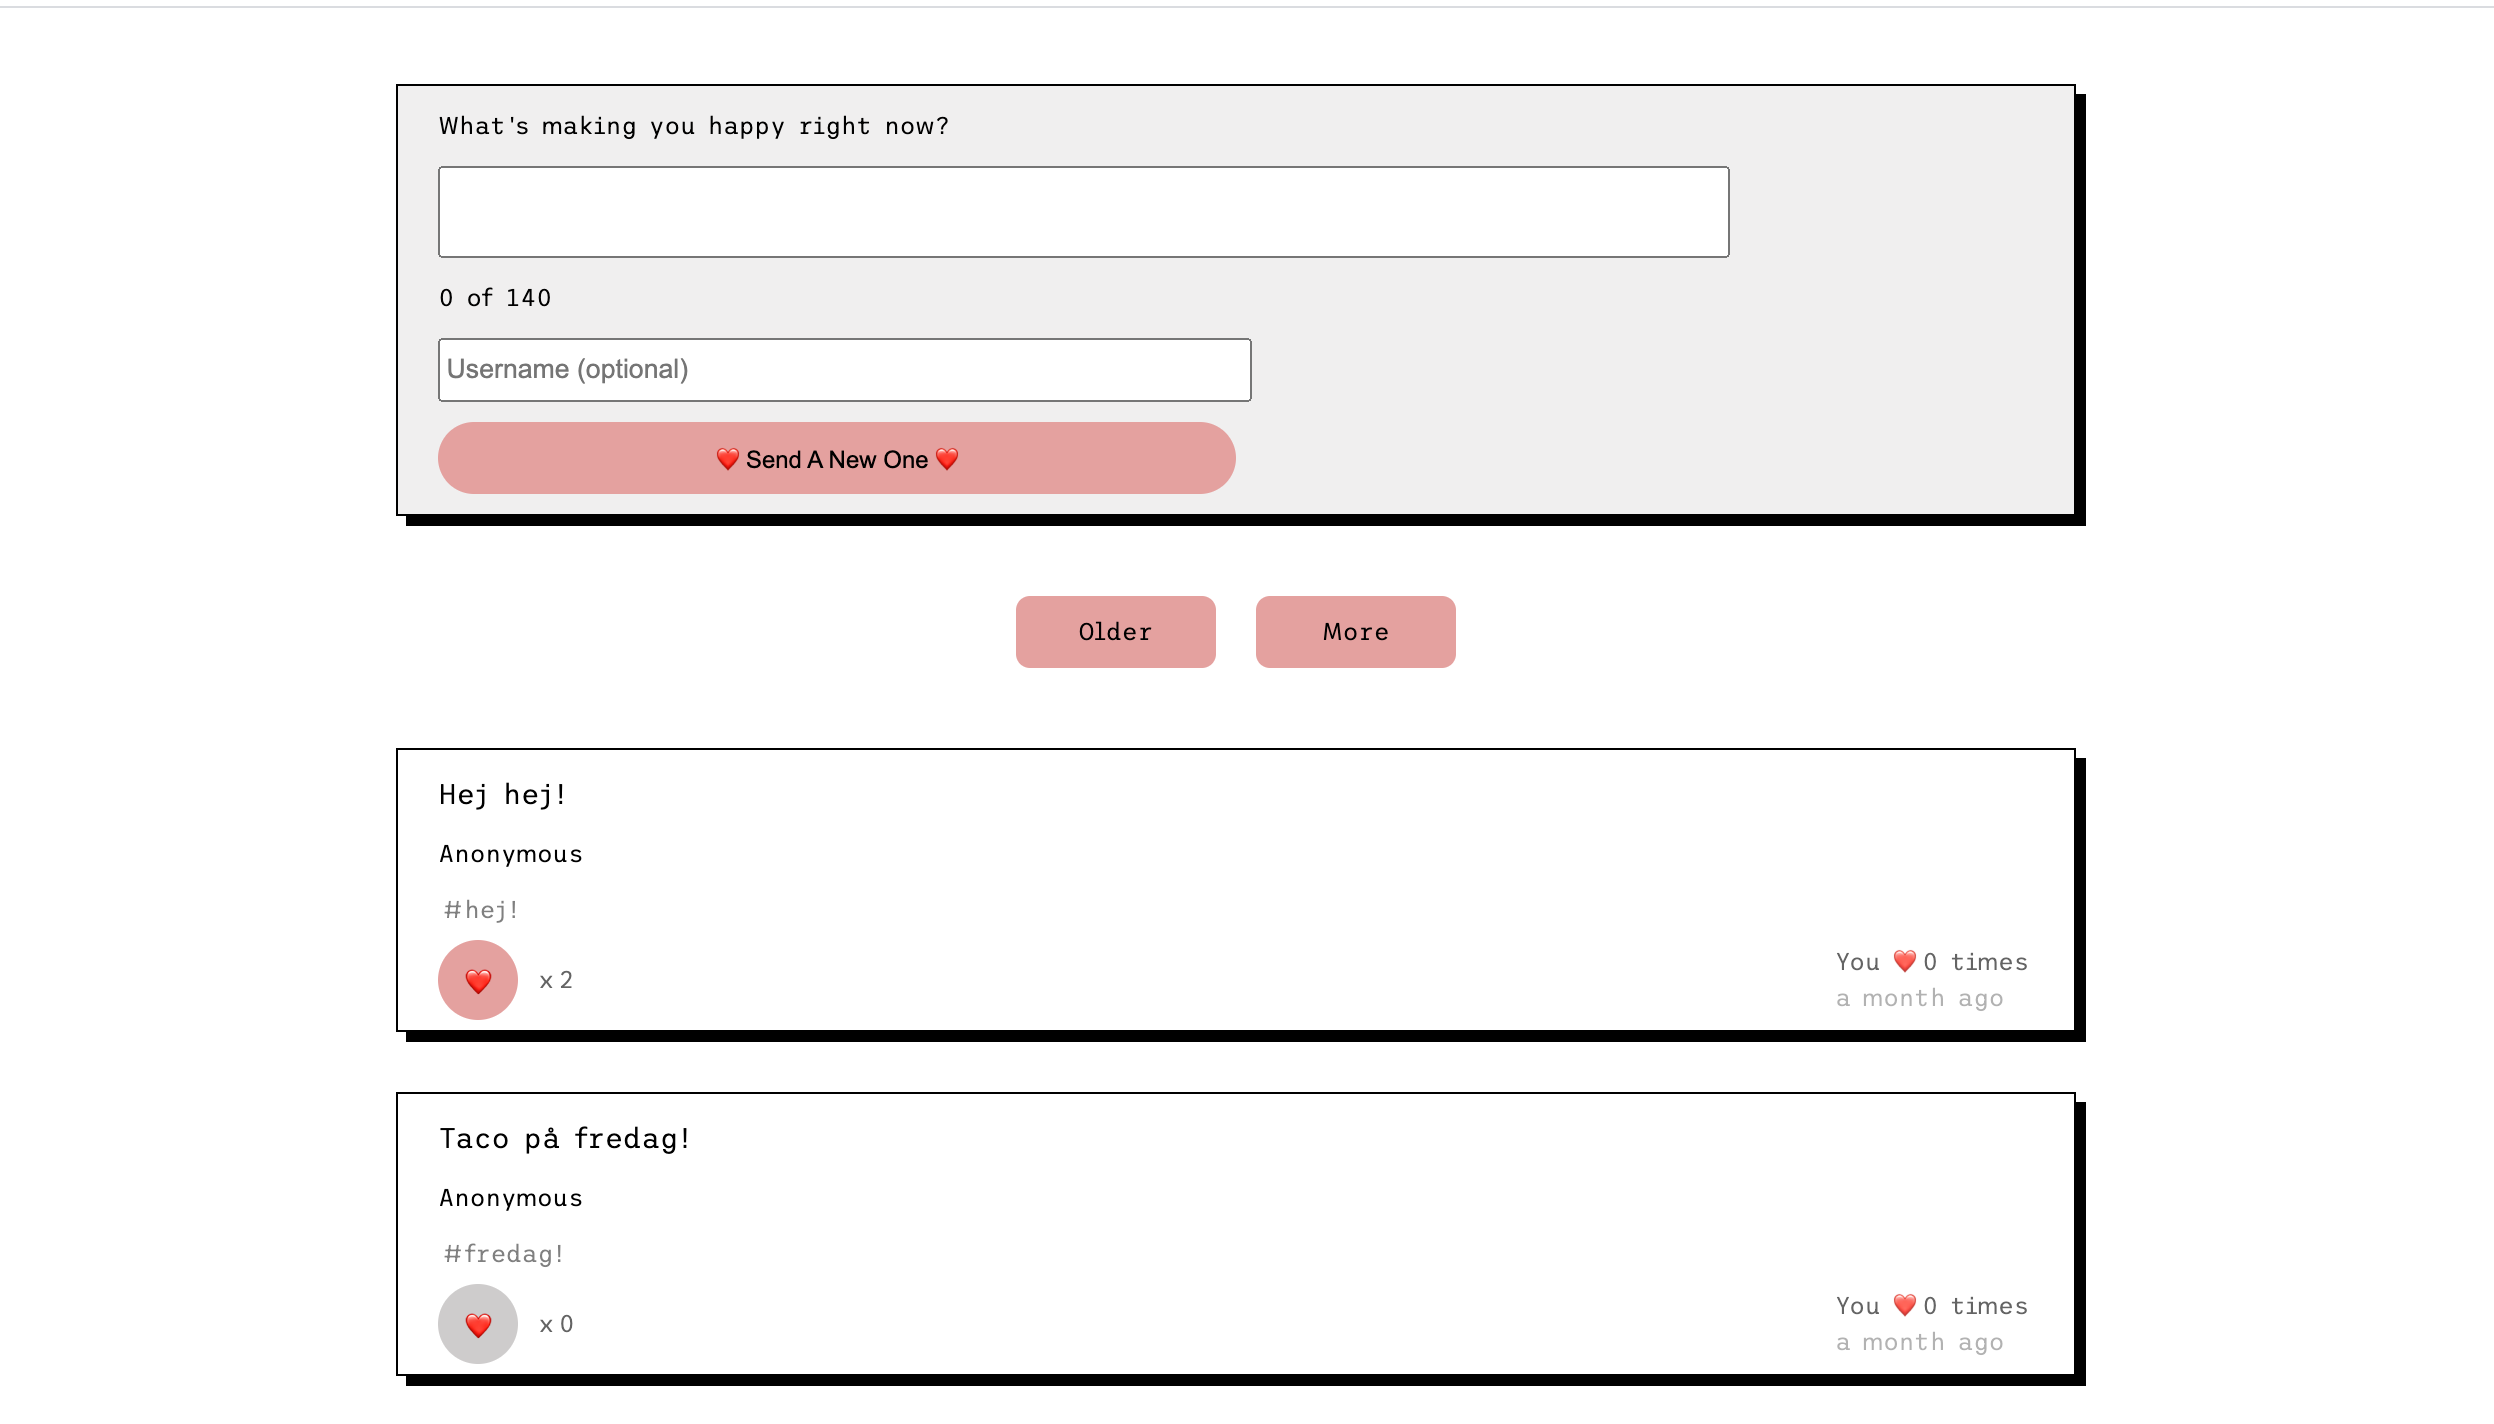 What's making you happy right now?
0 of 140
Username (optional)
❤️ Send A New One ❤️
Older
More
Hej hej!
Anonymous
#hej!
❤️ x 2
You ❤️ 0 times
a month ago
Taco på fredag!
Anonymous
#fredag!
❤️ x 0
You ❤️ 0 times
a month ago